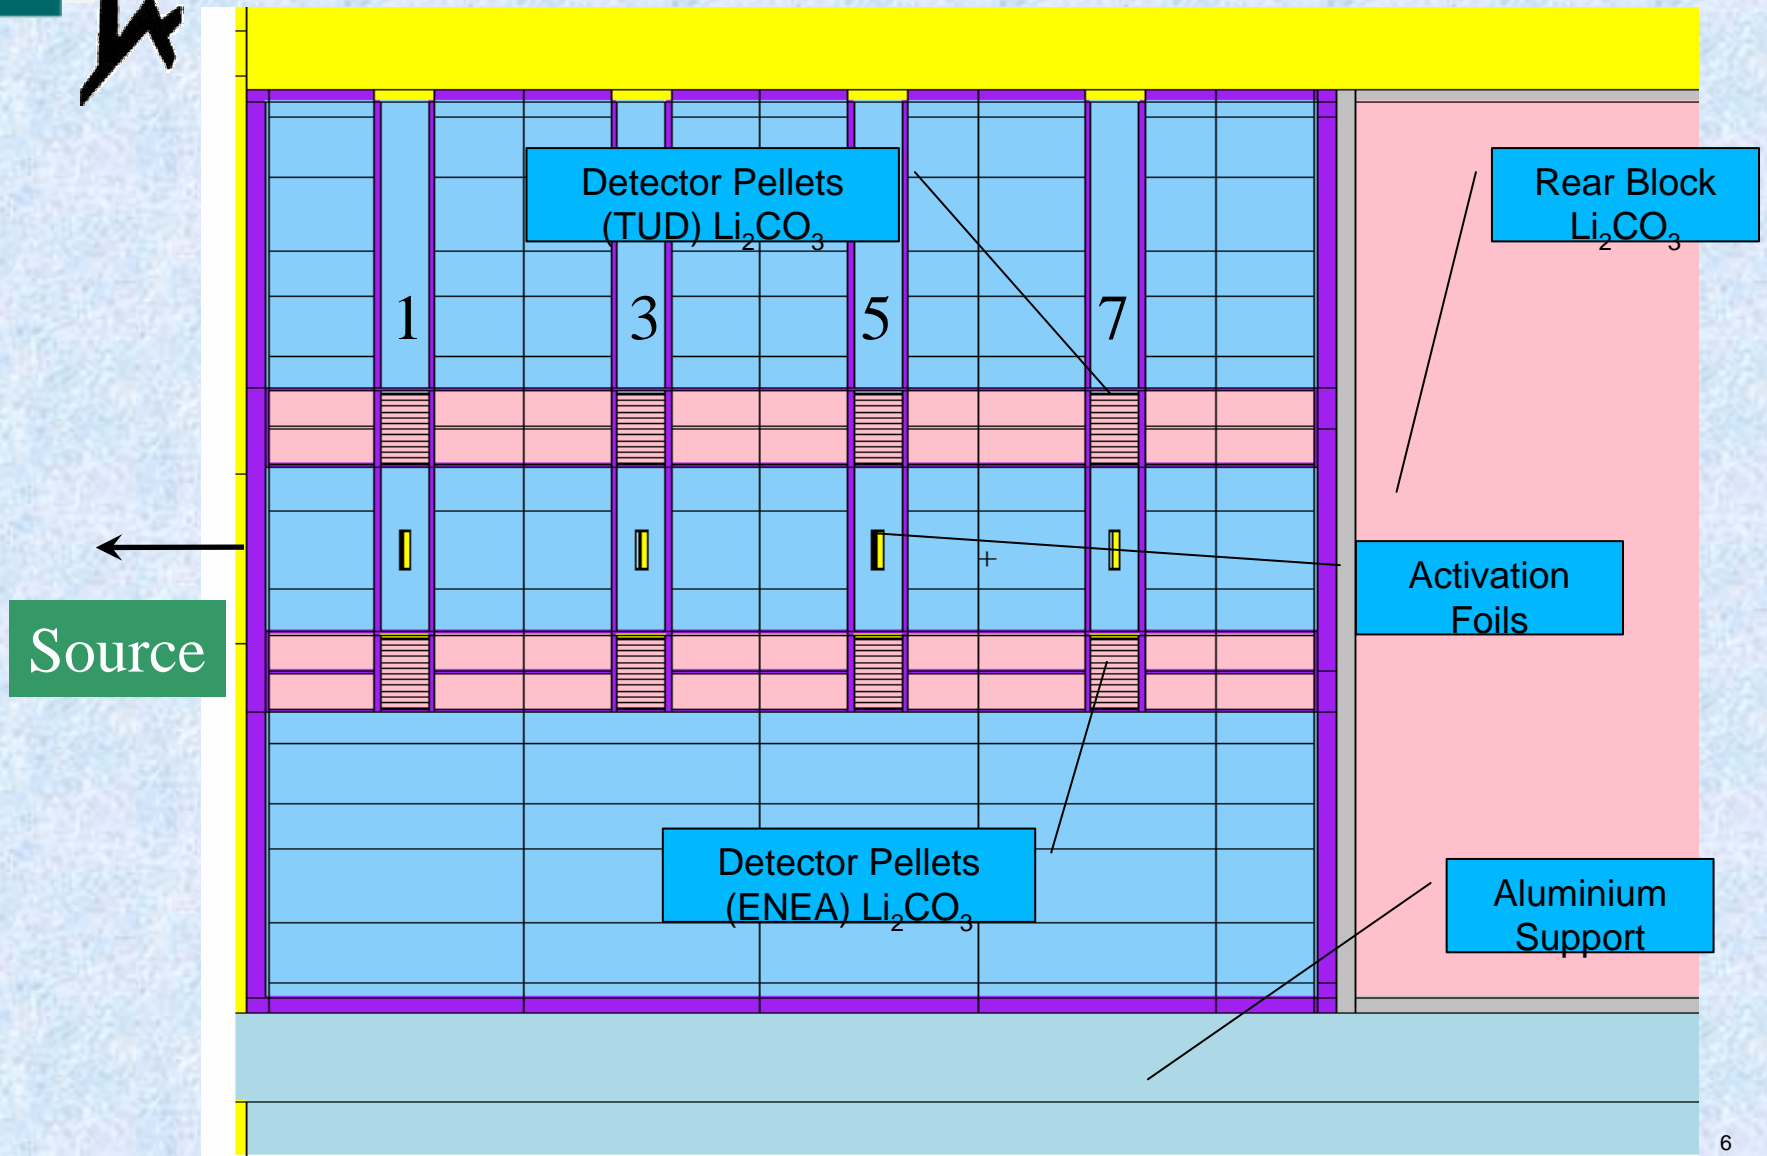 Detector Pellets
(TUD) Li₂CO₃
Rear Block
Li₂CO₃
1 3 5 7
Activation
Foils
Source
Detector Pellets
(ENEA) Li₂CO₃
Aluminium
Support
6